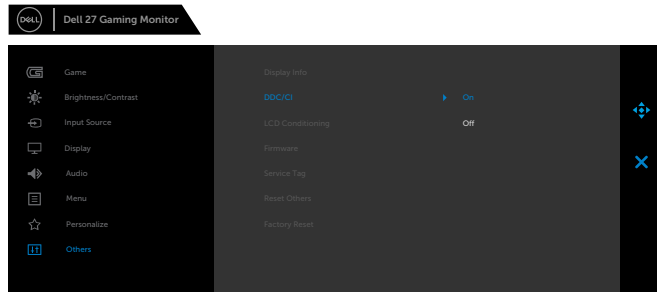 DELL
Dell 27 Gaming Monitor
Game
Brightness/Contrast
Input Source
Display
Audio
Menu
Personalize
Others
Display Info
DDC/CI
LCD Conditioning
Firmware
Service Tag
Reset Others
Factory Reset
On
Off